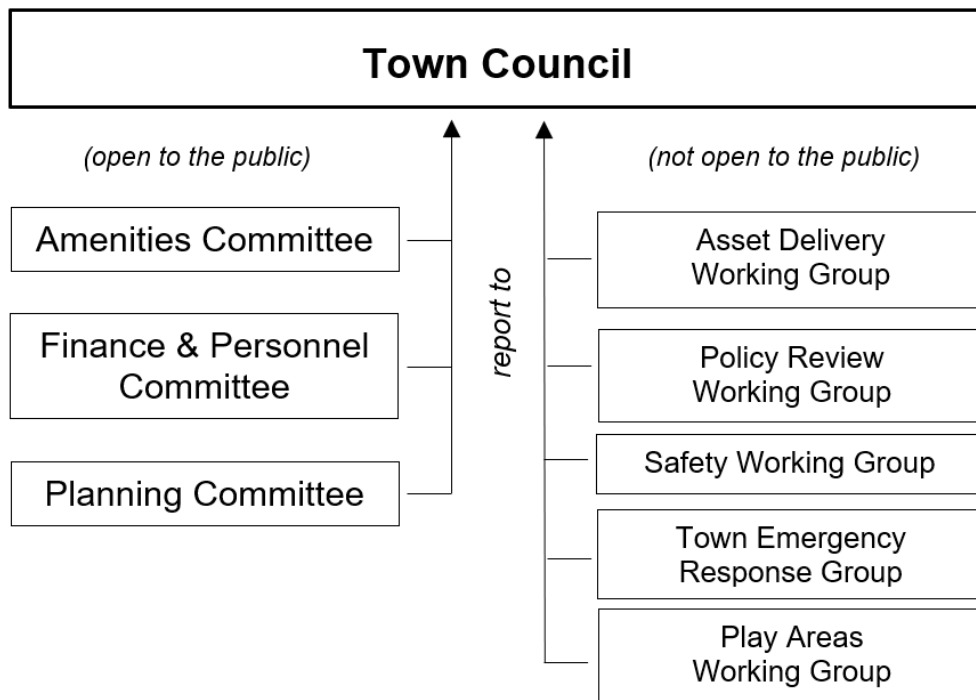 Town Council
(open to the public)
(not open to the public)
Amenities Committee
Finance & Personnel
Committee
Planning Committee
report to
Asset Delivery
Working Group
Policy Review
Working Group
Safety Working Group
Town Emergency
Response Group
Play Areas
Working Group